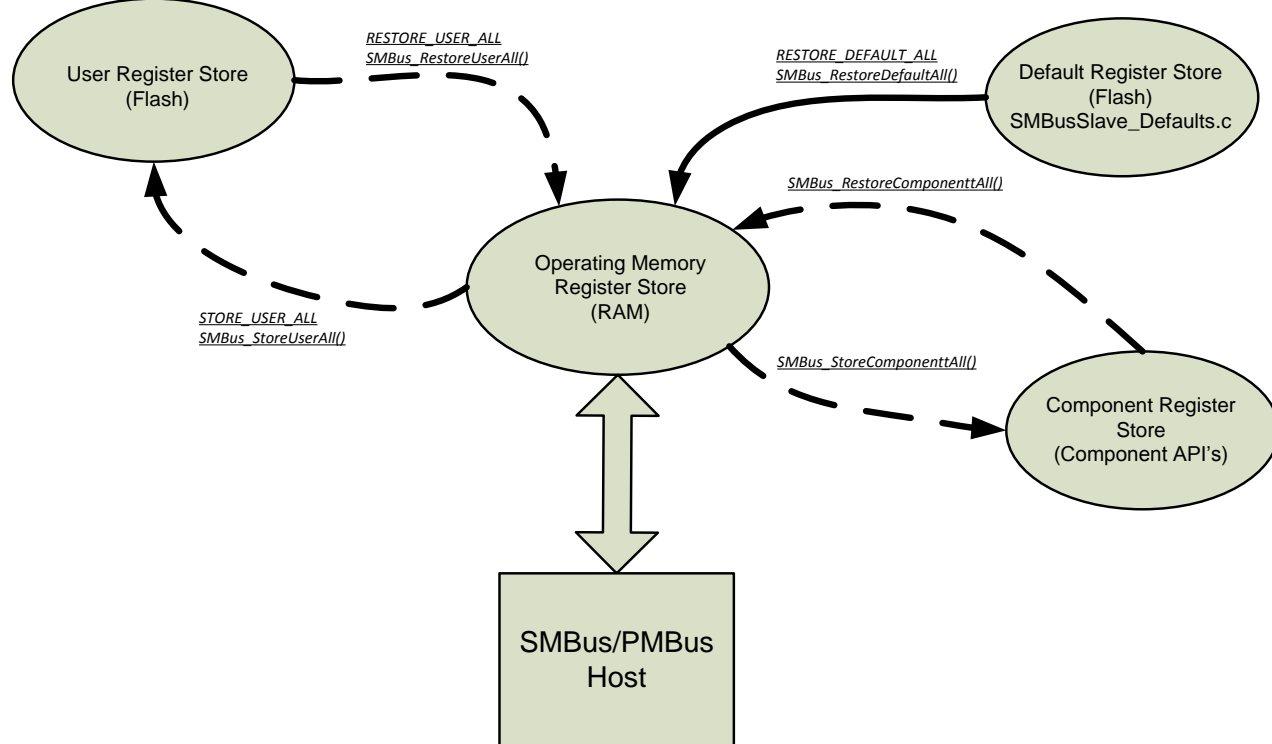 User Register Store
(Flash)
RESTORE_USER_ALL
SMBus_RestoreUserAll()
RESTORE_DEFAULT_ALL
SMBus_RestoreDefaultAll()
Default Register Store
(Flash)
SMBusSlave_Defaults.c
SMBus_RestoreComponenttAll()
Operating Memory
Register Store
(RAM)
STORE_USER_ALL
SMBus_StoreUserAll()
SMBus_StoreComponenttAll()
Component Register
Store
(Component API's)
SMBus/PMBus
Host